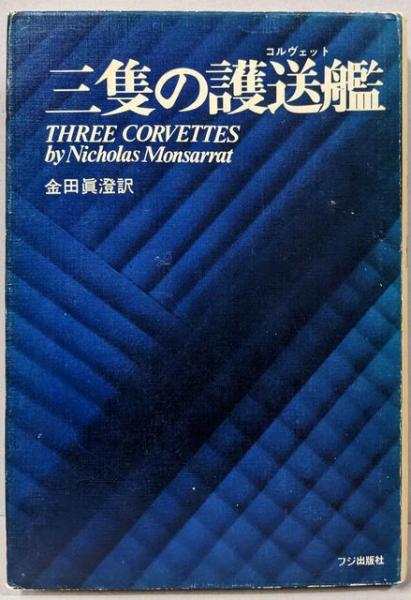 コルヴェット
三隻の護送艦
THREE CORVETTES
by Nicholas Monsarrat
金田眞澄訳
フジ出版社